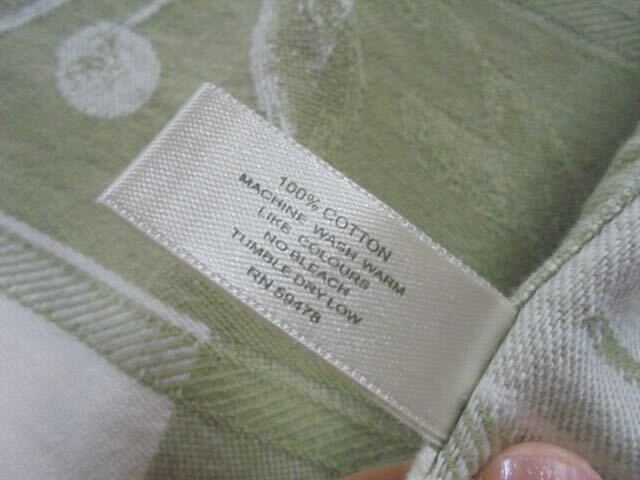 100% COTTON
MACHINE WASH WARM
LIKE COLOURS
NO BLEACH
TUMBLE DRY LOW
RN 59478